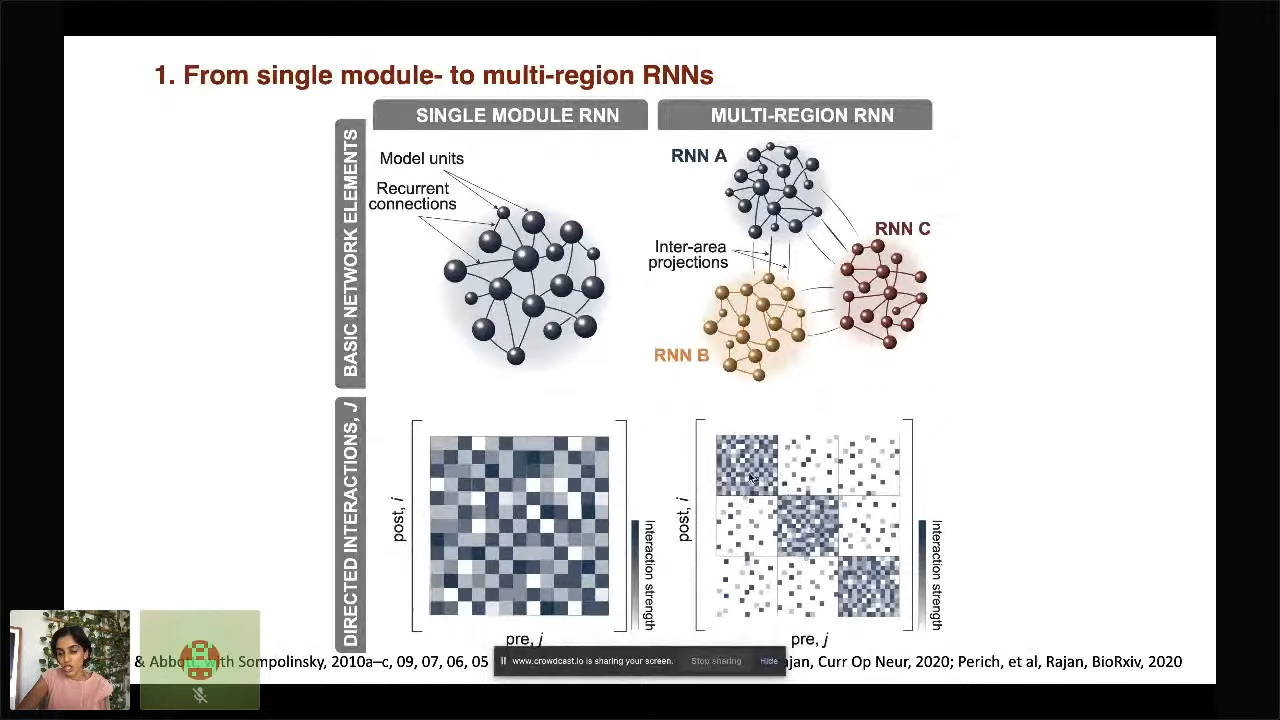 1. From single module- to multi-region RNNs
SINGLE MODULE RNN
MULTI-REGION RNN
BASIC NETWORK ELEMENTS
Model units
Recurrent
connections
RNN A
RNN C
Inter-area
projections
RNN B
DIRECTED INTERACTIONS, J
post, i
pre, j
Interaction strength
post, i
pre, j
Interaction strength
& Abbott, with Sompolinsky, 2010a–c, 09, 07, 06, 05
www.crowdcast.io is sharing your screen.
Stop sharing
Hide
Curr Op Neur, 2020; Perich, et al, Rajan, BioRxiv, 2020